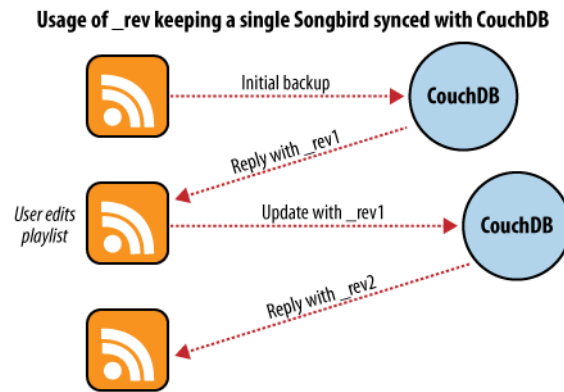 Usage of _rev keeping a single Songbird synced with CouchDB
Initial backup
CouchDB
Reply with _rev1
User edits
playlist
Update with _rev1
CouchDB
Reply with _rev2